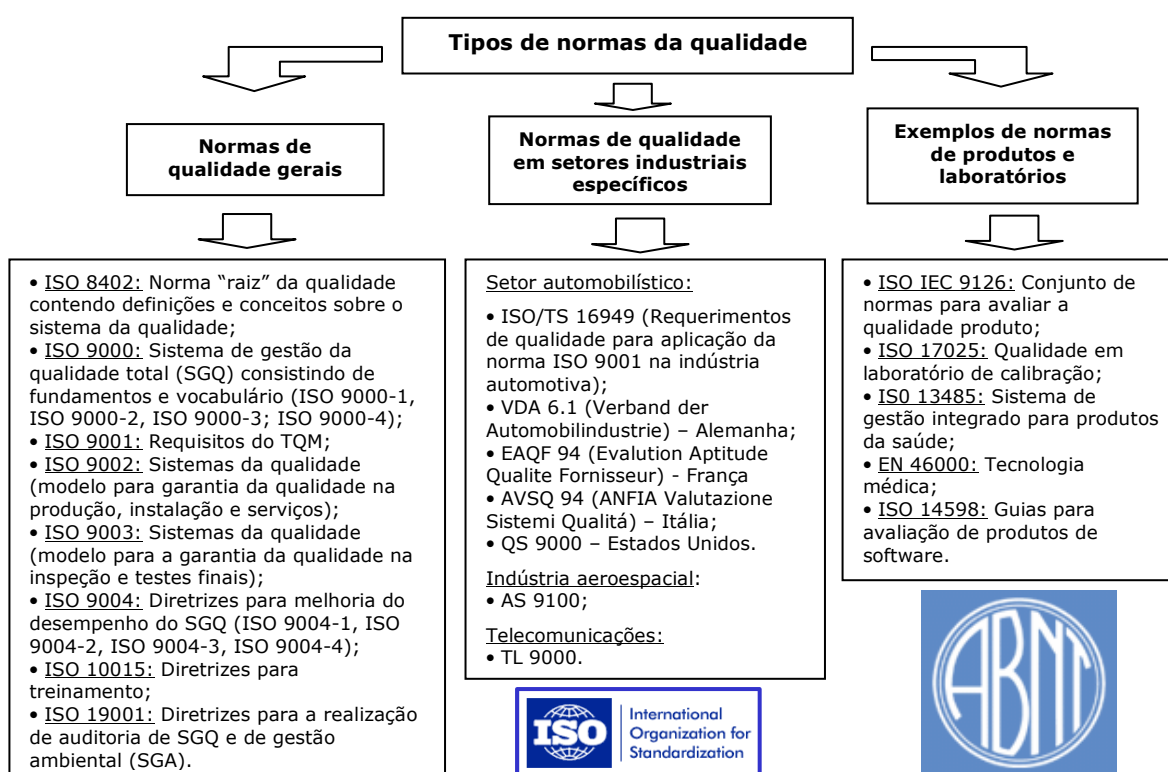 Tipos de normas da qualidade
Normas de
qualidade gerais
• ISO 8402: Norma “raiz” da qualidade
contendo definições e conceitos sobre o
sistema da qualidade;
• ISO 9000: Sistema de gestão da
qualidade total (SGQ) consistindo de
fundamentos e vocabulário (ISO 9000-1,
ISO 9000-2, ISO 9000-3; ISO 9000-4);
• ISO 9001: Requisitos do TQM;
• ISO 9002: Sistemas da qualidade
(modelo para garantia da qualidade na
produção, instalação e serviços);
• ISO 9003: Sistemas da qualidade
(modelo para a garantia da qualidade na
inspeção e testes finais);
• ISO 9004: Diretrizes para melhoria do
desempenho do SGQ (ISO 9004-1, ISO
9004-2, ISO 9004-3, ISO 9004-4);
• ISO 10015: Diretrizes para
treinamento;
• ISO 19001: Diretrizes para a realização
de auditoria de SGQ e de gestão
ambiental (SGA).
Normas de qualidade
em setores industriais
específicos
Setor automobilístico:
• ISO/TS 16949 (Requerimentos
de qualidade para aplicação da
norma ISO 9001 na indústria
automotiva);
• VDA 6.1 (Verband der
Automobilindustrie) – Alemanha;
• EAQF 94 (Evalution Aptitude
Qualite Fornisseur) - França
• AVSQ 94 (ANFIA Valutazione
Sistemi Qualitá) – Itália;
• QS 9000 – Estados Unidos.
Indústria aeroespacial:
• AS 9100;
Telecomunicações:
• TL 9000.
ISO
International
Organization for
Standardization
Exemplos de normas
de produtos e
laboratórios
• ISO IEC 9126: Conjunto de
normas para avaliar a
qualidade produto;
• ISO 17025: Qualidade em
laboratório de calibração;
• IS0 13485: Sistema de
gestão integrado para produtos
da saúde;
• EN 46000: Tecnologia
médica;
• ISO 14598: Guias para
avaliação de produtos de
software.
ABNT